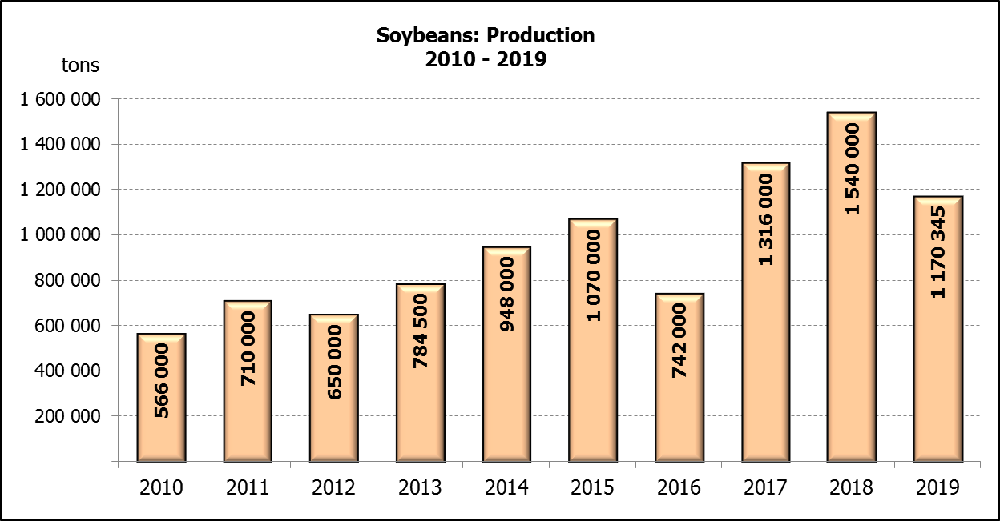 Soybeans: Production
2010 - 2019
tons
1 600 000
1 400 000
1 200 000
1 000 000
800 000
600 000
400 000
200 000
566 000
710 000
650 000
784 500
948 000
1 070 000
742 000
1 316 000
1 540 000
1 170 345
2010 2011 2012 2013 2014 2015 2016 2017 2018 2019